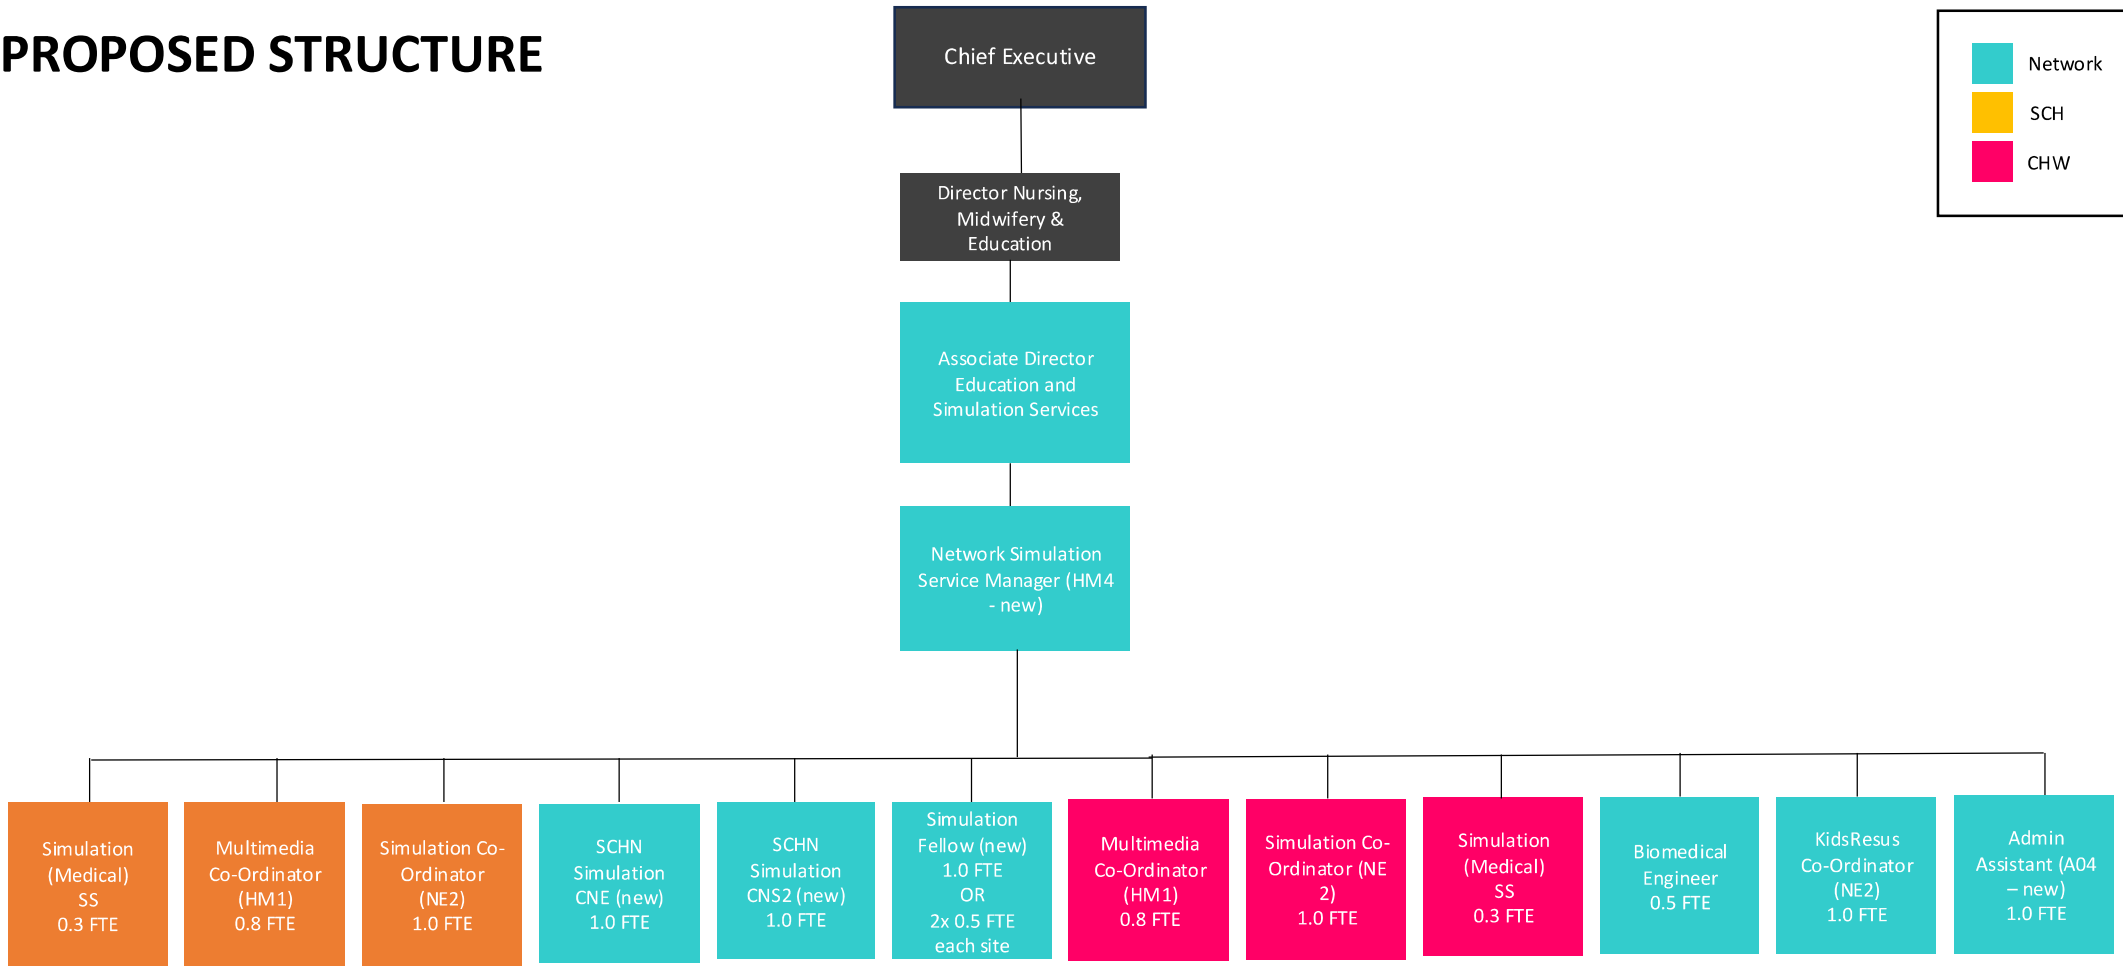 PROPOSED STRUCTURE
Chief Executive
Network
SCH
CHW
Director Nursing,
Midwifery &
Education
Associate Director
Education and
Simulation Services
Network Simulation
Service Manager (HM4
- new)
Simulation
(Medical)
SS
0.3 FTE
Multimedia
Co-Ordinator
(HM1)
0.8 FTE
Simulation Co-
Ordinator
(NE2)
1.0 FTE
SCHN
Simulation
CNE (new)
1.0 FTE
SCHN
Simulation
CNS2 (new)
1.0 FTE
Simulation
Fellow (new)
1.0 FTE
OR
2x 0.5 FTE
each site
Multimedia
Co-Ordinator
(HM1)
0.8 FTE
Simulation Co-
Ordinator (NE
2)
1.0 FTE
Simulation
(Medical)
SS
0.3 FTE
Biomedical
Engineer
0.5 FTE
KidsResus
Co-Ordinator
(NE2)
1.0 FTE
Admin
Assistant (A04
– new)
1.0 FTE